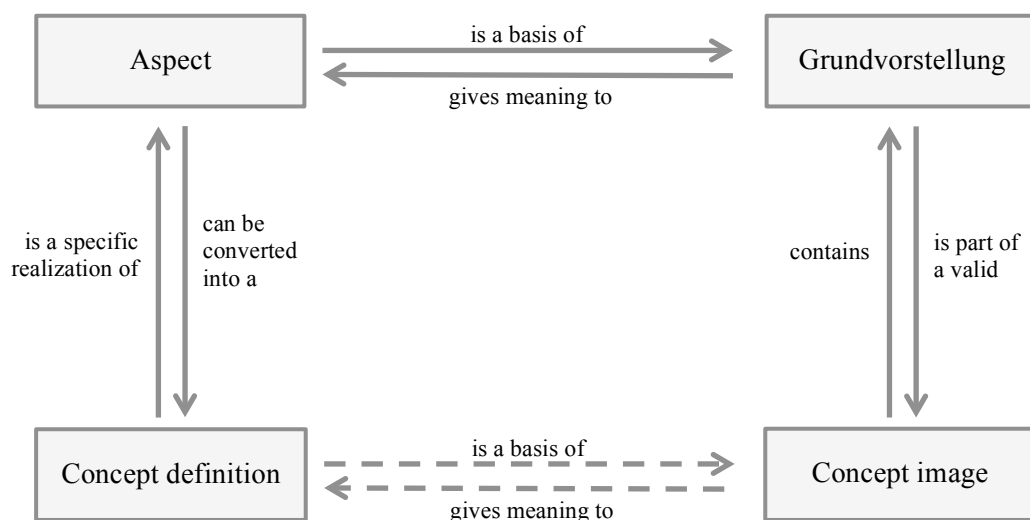 Aspect
is a basis of
gives meaning to
Grundvorstellung
is a specific
realization of
can be
converted
into a
contains
is part of
a valid
Concept definition
is a basis of
gives meaning to
Concept image